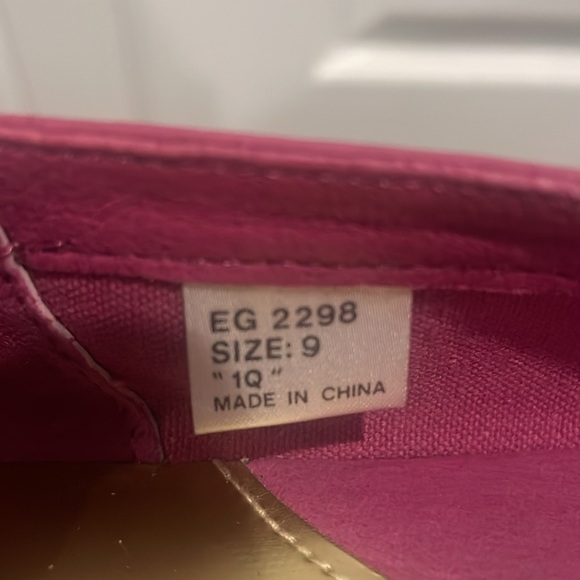 EG 2298
SIZE: 9
" 1Q "
MADE IN CHINA